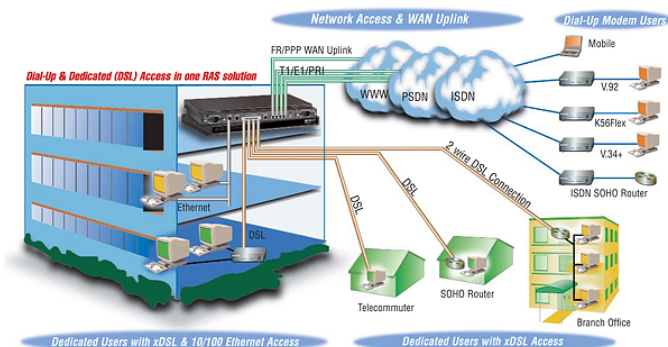 Network Access & WAN Uplink
Dial-Up Modem Users
FR/PPP WAN Uplink
Mobile
Dial-Up & Dedicated (DSL) Access in one RAS solution
T1/E1/PRI
WWW
PSDN
ISDN
V.92
K56Flex
V.34+
2 wire DSL Connection
ISDN SOHO Router
Ethernet
DSL
DSL
DSL
Telecommuter
SOHO Router
Branch Office
Dedicated Users with xDSL & 10/100 Ethernet Access
Dedicated Users with xDSL Access